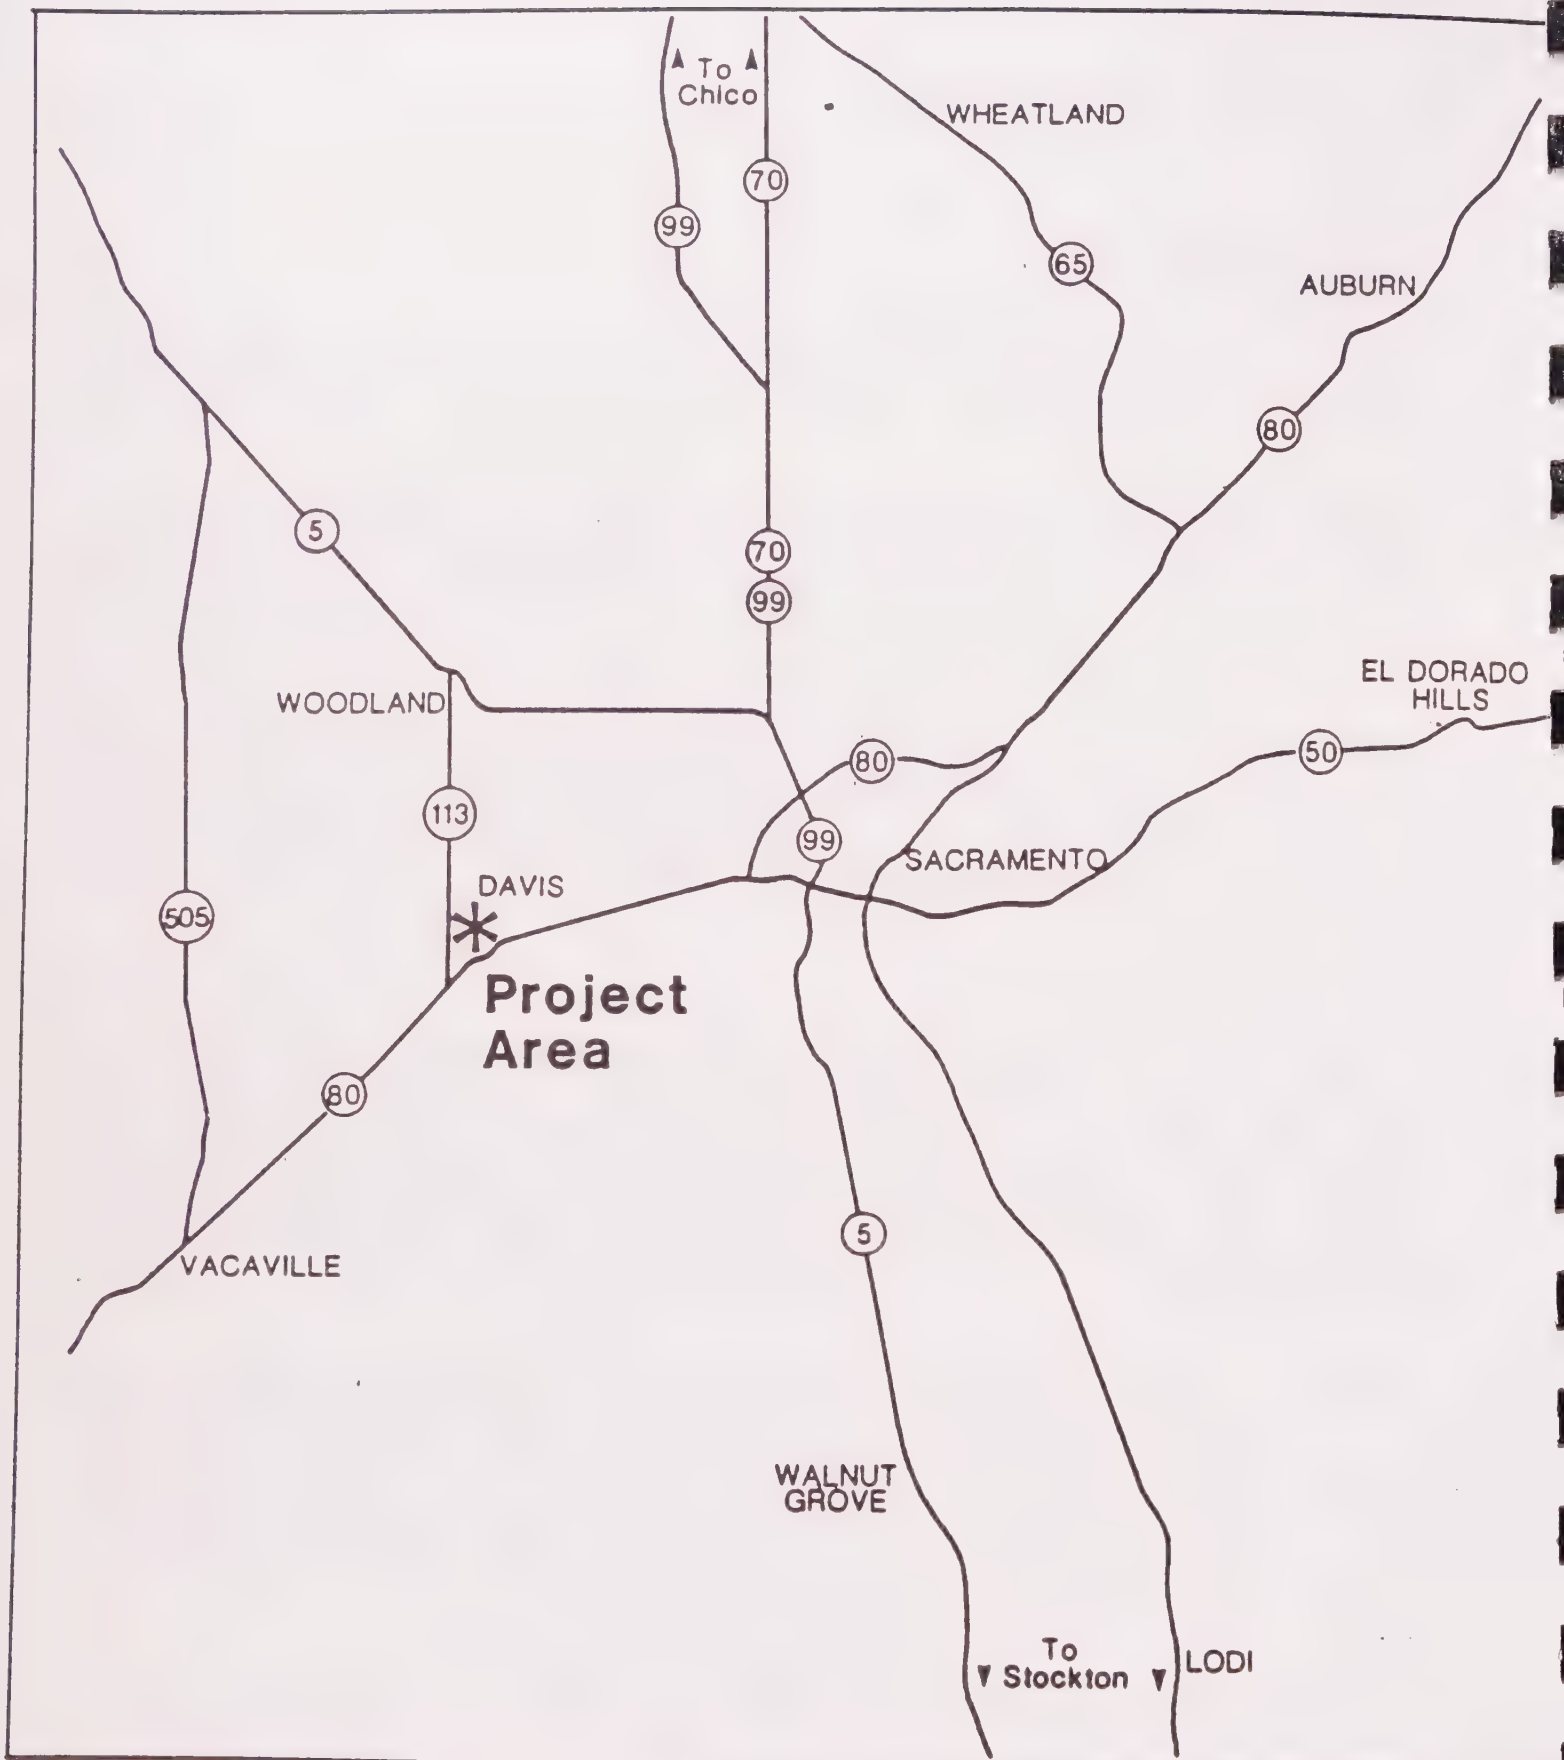 To
Chico
WHEATLAND
70
99
65
AUBURN
80
5
70
99
EL DORADO
HILLS
WOODLAND
80
50
113
99
SACRAMENTO
DAVIS
505
Project
Area
80
5
VACAVILLE
WALNUT
GROVE
To
Stockton
LODI